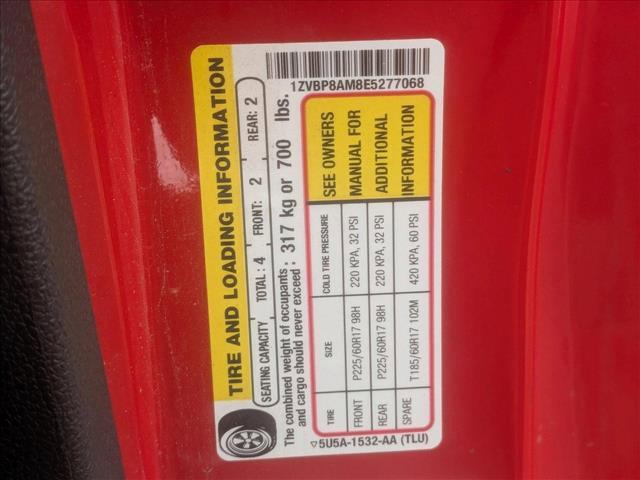 1ZVBP8AM8E5277068
TIRE AND LOADING INFORMATION
SEATING CAPACITY TOTAL : 4 FRONT: 2 REAR: 2
The combined weight of occupants : 317 kg or 700 lbs.
and cargo should never exceed
TIRE SIZE COLD TIRE PRESSURE SEE OWNERS
FRONT P225/60R17 98H 220 KPA, 32 PSI MANUAL FOR
REAR P225/60R17 98H 220 KPA, 32 PSI ADDITIONAL
SPARE T185/60R17 102M 420 KPA, 60 PSI INFORMATION
▽5U5A-1532-AA (TLU)